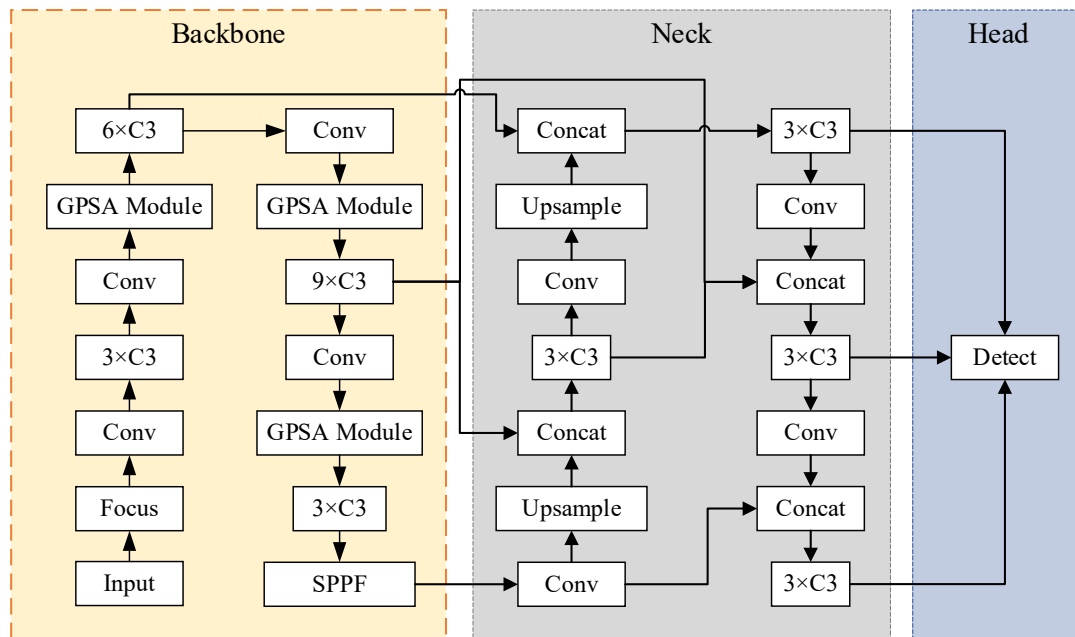 Backbone
6×C3
GPSA Module
Conv
3×C3
Conv
Focus
Input
Conv
GPSA Module
9×C3
Conv
GPSA Module
3×C3
SPPF
Neck
Concat
Upsample
Conv
3×C3
Concat
Upsample
Conv
3×C3
Conv
Concat
3×C3
Conv
Concat
3×C3
Head
Detect